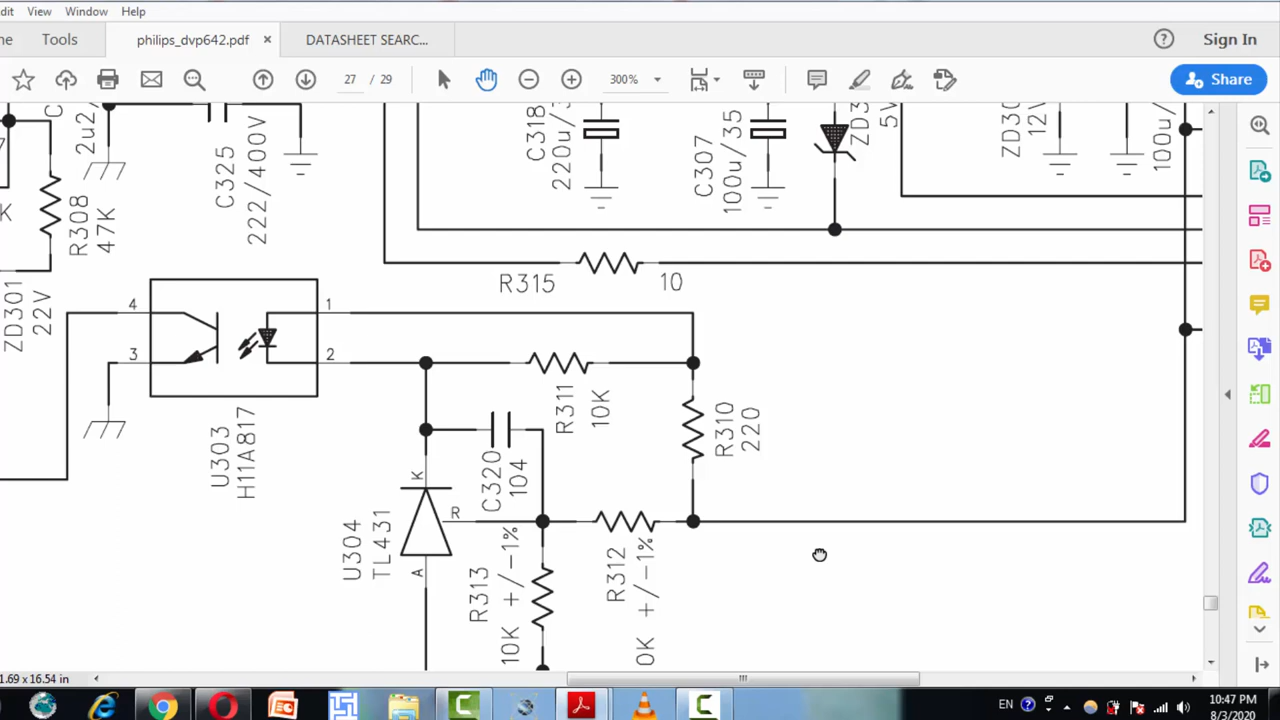 dit View Window Help
me Tools philips_dvp642.pdf × DATASHEET SEARC... ? Sign In
27 / 29 300% Share
2u2
C325
222/400V
C318
220u/
C307
100u/35
5V
12V
100u/
R308
47K
K
ZD301
22V
R315 10
4 1
3 2
R311
10K
R310
220
U303
H11A817
C320
104
K
R
A
U304
TL431
R313
10K +/-1%
R312
0K +/-1%
1.69 x 16.54 in
EN
10:47 PM
8/3/2020